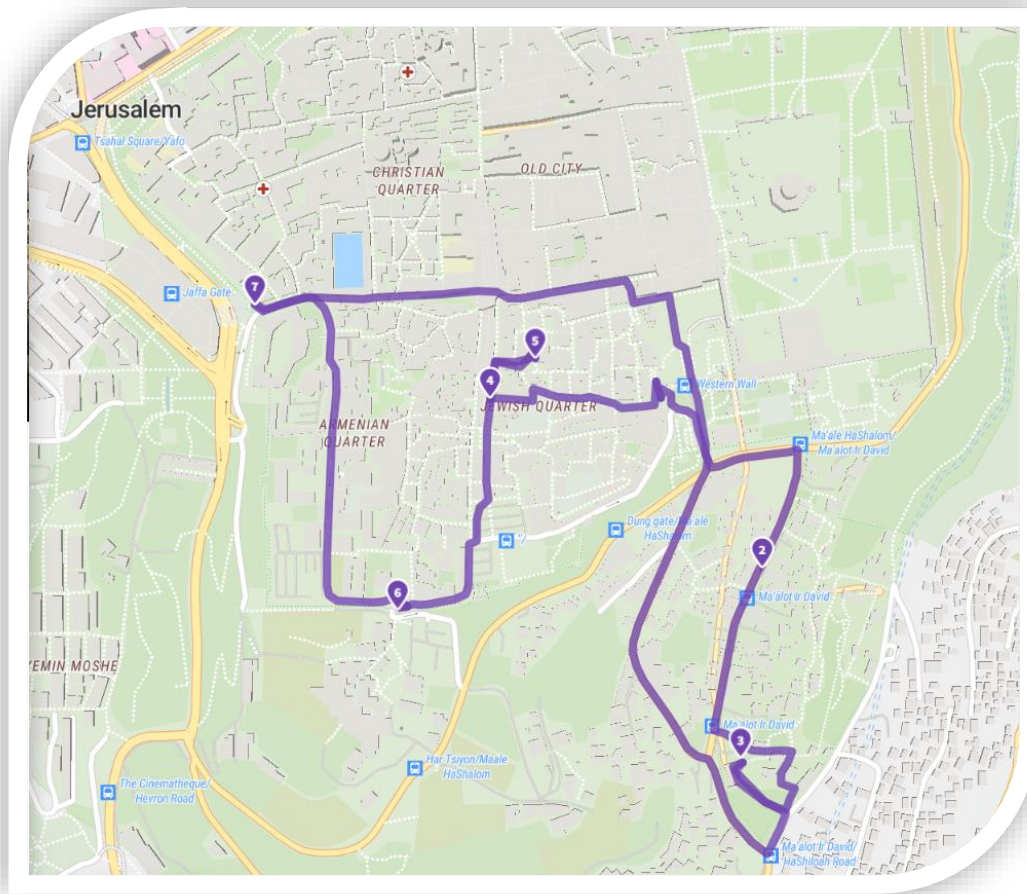 Jerusalem
Tsahal Square/Yafo
CHRISTIAN
QUARTER
OLD CITY
7
Jaffa Gate
5
4
Western Wall
JEWISH QUARTER
ARMENIAN
QUARTER
Ma'ale HaShalom/
Ma'alot Ir David
Dung gate/Ma'ale
HaShalom
"/
2
6
Ma'alot Ir David
YEMIN MOSHE
Ma'alot Ir David
3
Har Tsiyon/Maale
HaShalom
The Cinematheque/
Hevron Road
Ma'alot Ir David
HaShiloah Road